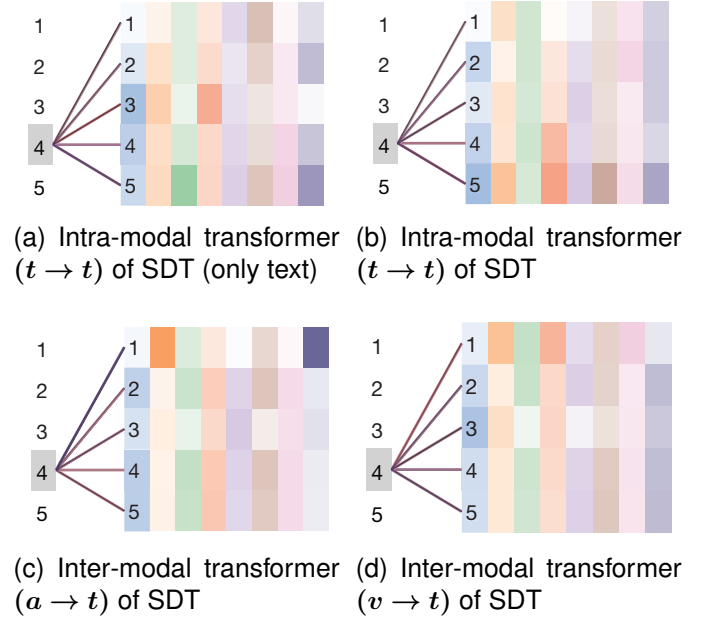 1 1
2 2
3 3
4 4
5 5
(a) Intra-modal transformer
(t → t) of SDT (only text)
1 1
2 2
3 3
4 4
5 5
(b) Intra-modal transformer
(t → t) of SDT
1 1
2 2
3 3
4 4
5 5
(c) Inter-modal transformer
(a → t) of SDT
1 1
2 2
3 3
4 4
5 5
(d) Inter-modal transformer
(v → t) of SDT